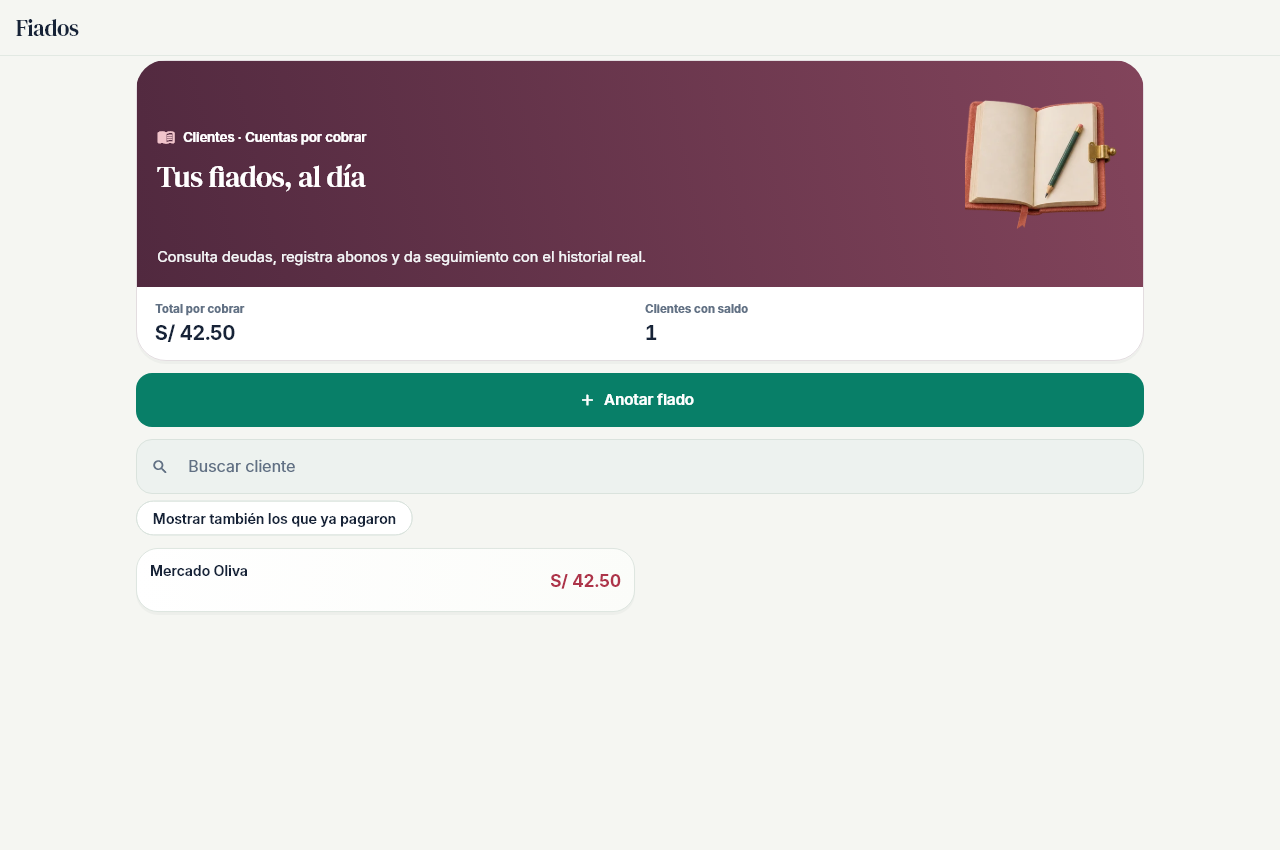 Fiados
Clientes · Cuentas por cobrar
Tus fiados, al día
Consulta deudas, registra abonos y da seguimiento con el historial real.
Total por cobrar
S/ 42.50
Clientes con saldo
1
+ Anotar fiado
Buscar cliente
Mostrar también los que ya pagaron
Mercado Oliva
S/ 42.50